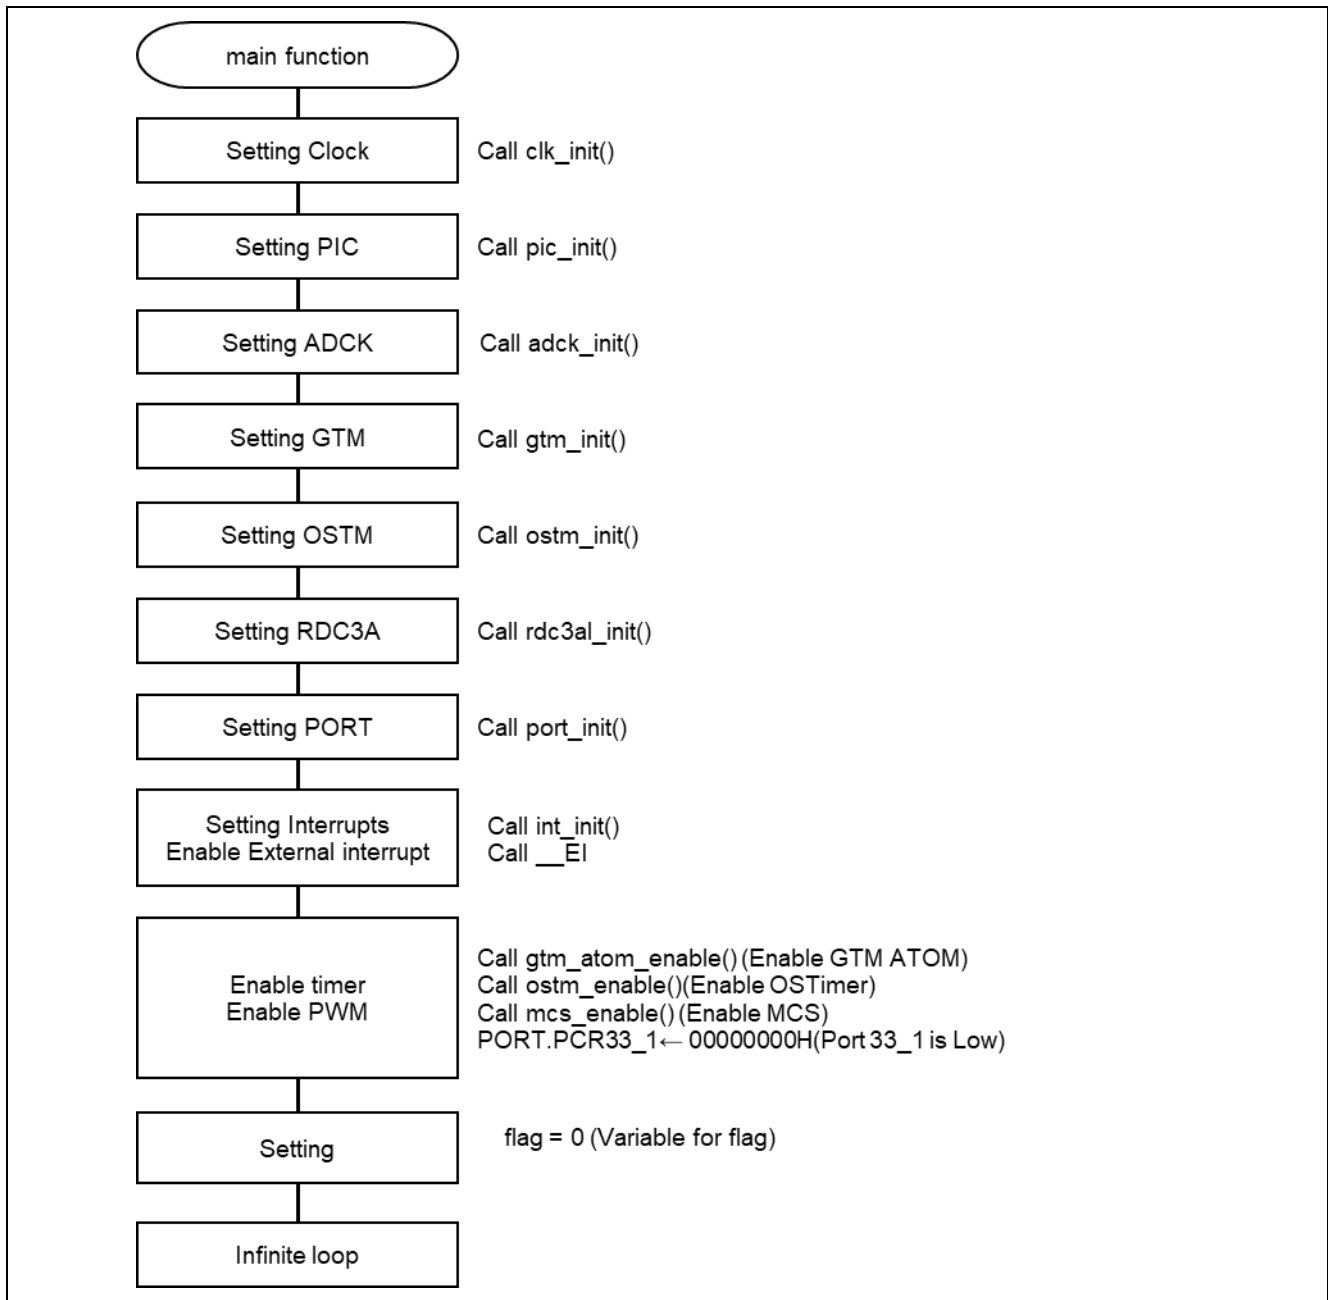 main function
Setting Clock
Call clk_init()
Setting PIC
Call pic_init()
Setting ADCK
Call adck_init()
Setting GTM
Call gtm_init()
Setting OSTM
Call ostm_init()
Setting RDC3A
Call rdc3al_init()
Setting PORT
Call port_init()
Setting Interrupts
Enable External interrupt
Call int_init()
Call __EI
Enable timer
Enable PWM
Call gtm_atom_enable()(Enable GTM ATOM)
Call ostm_enable()(Enable OSTimer)
Call mcs_enable()(Enable MCS)
PORT.PCR33_1← 00000000H(Port 33_1 is Low)
Setting
flag = 0 (Variable for flag)
Infinite loop